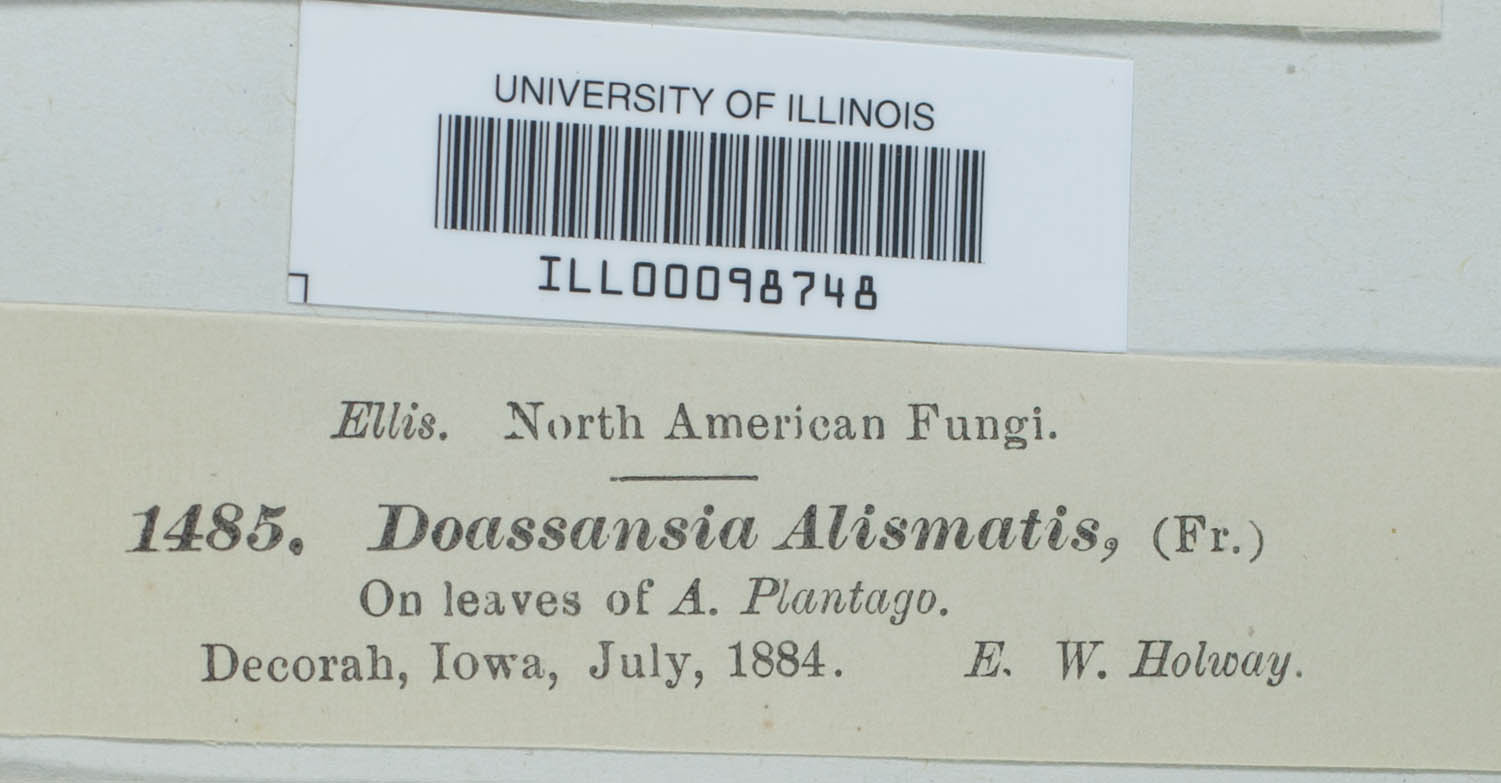 UNIVERSITY OF ILLINOIS
ILL00098748
Ellis. North American Fungi.
1485. Doassansia Alismatis, (Fr.)
On leaves of A. Plantago.
Decorah, Iowa, July, 1884. E. W. Holway.